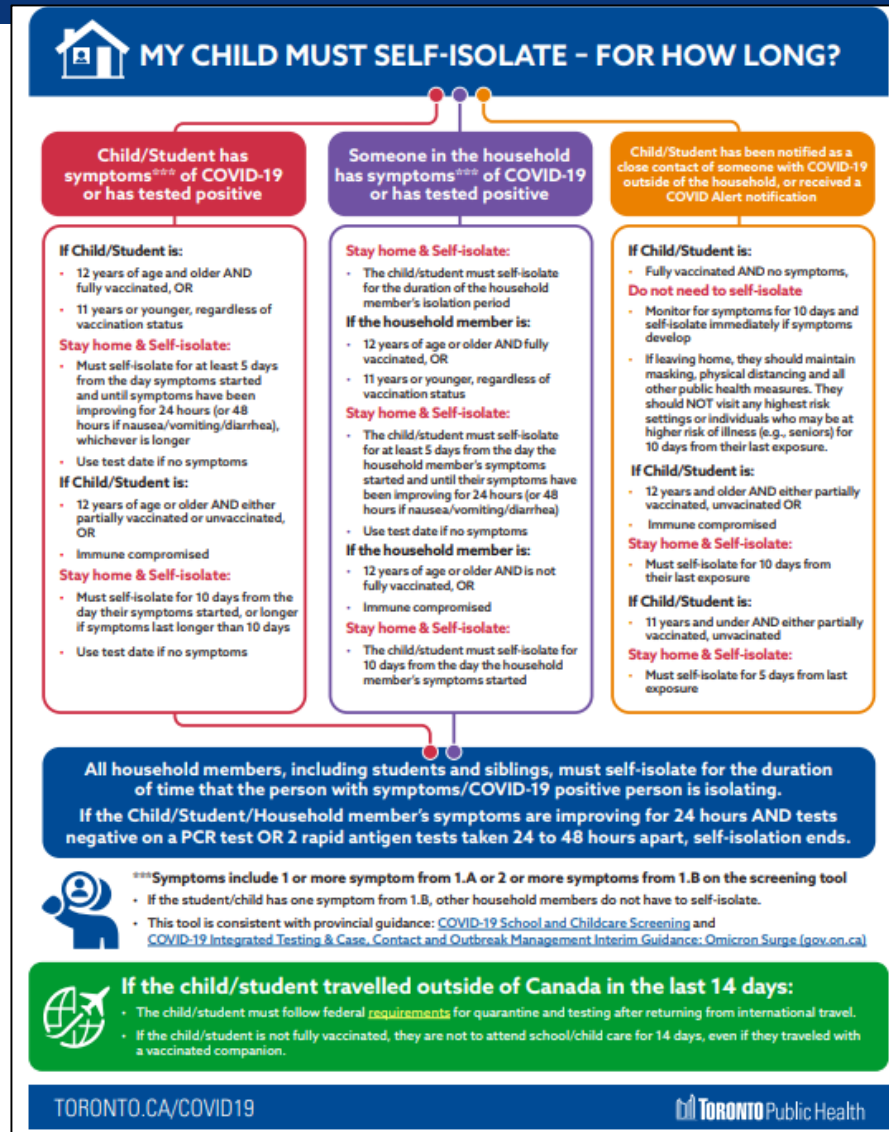 MY CHILD MUST SELF-ISOLATE – FOR HOW LONG?
Child/Student has
symptoms*** of COVID-19
or has tested positive
If Child/Student is:
• 12 years of age and older AND
fully vaccinated, OR
• 11 years or younger, regardless of
vaccination status
Stay home & Self-isolate:
• Must self-isolate for at least 5 days
from the day symptoms started
and until symptoms have been
improving for 24 hours (or 48
hours if nausea/vomiting/diarrhea),
whichever is longer
• Use test date if no symptoms
If Child/Student is:
• 12 years of age or older AND either
partially vaccinated or unvaccinated,
OR
• Immune compromised
Stay home & Self-isolate:
• Must self-isolate for 10 days from the
day their symptoms started, or longer
if symptoms last longer than 10 days
• Use test date if no symptoms
Someone in the household
has symptoms*** of COVID-19
or has tested positive
Stay home & Self-isolate:
• The child/student must self-isolate
for the duration of the household
member's isolation period
If the household member is:
• 12 years of age or older AND fully
vaccinated, OR
• 11 years or younger, regardless of
vaccination status
Stay home & Self-isolate:
• The child/student must self-isolate
for at least 5 days from the day the
household member's symptoms
started and until their symptoms have
been improving for 24 hours (or 48
hours if nausea/vomiting/diarrhea)
• Use test date if no symptoms
If the household member is:
• 12 years of age or older AND is not
fully vaccinated, OR
• Immune compromised
Stay home & Self-isolate:
• The child/student must self-isolate for
10 days from the day the household
member's symptoms started
Child/Student has been notified as a
close contact of someone with COVID-19
outside of the household, or received a
COVID Alert notification
If Child/Student is:
• Fully vaccinated AND no symptoms,
Do not need to self-isolate
• Monitor for symptoms for 10 days and
self-isolate immediately if symptoms
develop
• If leaving home, they should maintain
masking, physical distancing and all
other public health measures. They
should NOT visit any highest risk
settings or individuals who may be at
higher risk of illness (e.g., seniors) for
10 days from their last exposure.
If Child/Student is:
• 12 years and older AND either partially
vaccinated, unvacinated OR
• Immune compromised
Stay home & Self-isolate:
• Must self-isolate for 10 days from
their last exposure
If Child/Student is:
• 11 years and under AND either partially
vaccinated, unvacinated
Stay home & Self-isolate:
• Must self-isolate for 5 days from last
exposure
All household members, including students and siblings, must self-isolate for the duration
of time that the person with symptoms/COVID-19 positive person is isolating.
If the Child/Student/Household member's symptoms are improving for 24 hours AND tests
negative on a PCR test OR 2 rapid antigen tests taken 24 to 48 hours apart, self-isolation ends.
***Symptoms include 1 or more symptom from 1.A or 2 or more symptoms from 1.B on the screening tool
• If the student/child has one symptom from 1.B, other household members do not have to self-isolate.
• This tool is consistent with provincial guidance: COVID-19 School and Childcare Screening and
COVID-19 Integrated Testing & Case, Contact and Outbreak Management Interim Guidance: Omicron Surge (gov.on.ca)
If the child/student travelled outside of Canada in the last 14 days:
• The child/student must follow federal requirements for quarantine and testing after returning from international travel.
• If the child/student is not fully vaccinated, they are not to attend school/child care for 14 days, even if they traveled with
a vaccinated companion.
TORONTO.CA/COVID19
TORONTO Public Health